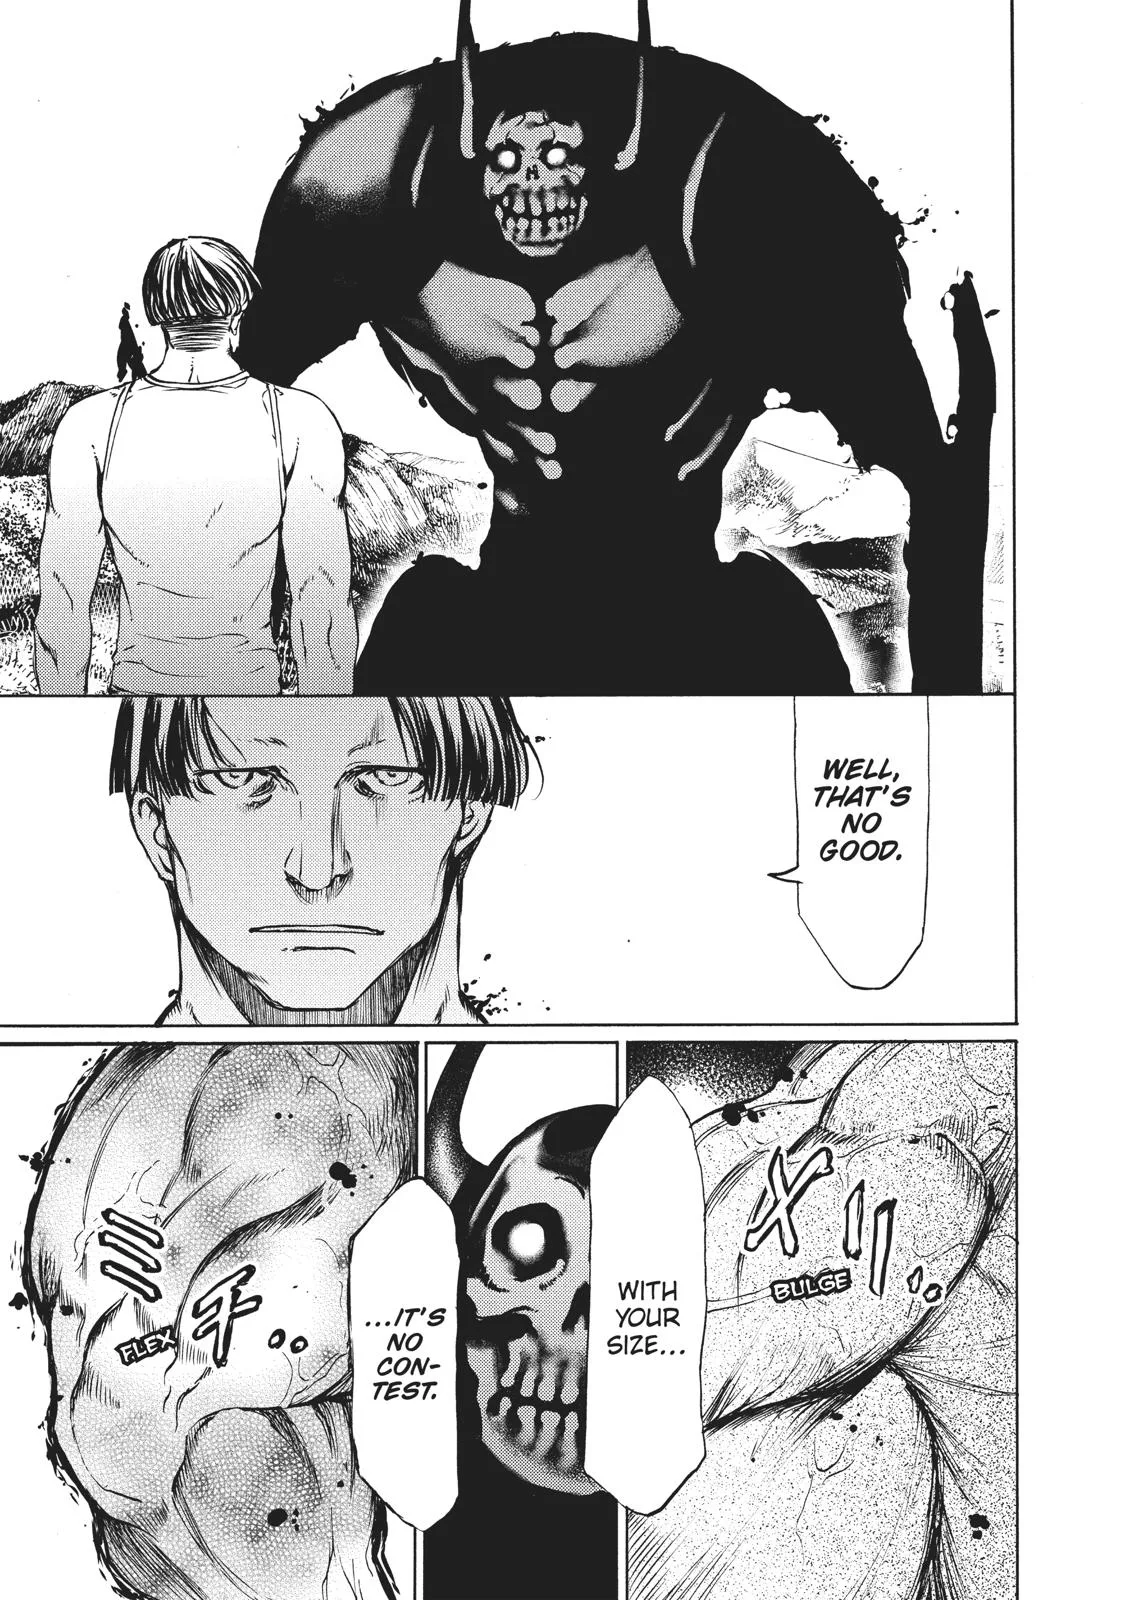 WELL,
THAT'S
NO
GOOD.
メリ
BULGE
WITH
YOUR
SIZE...
...IT'S
NO
CON-
TEST.
ミチ
FLEX